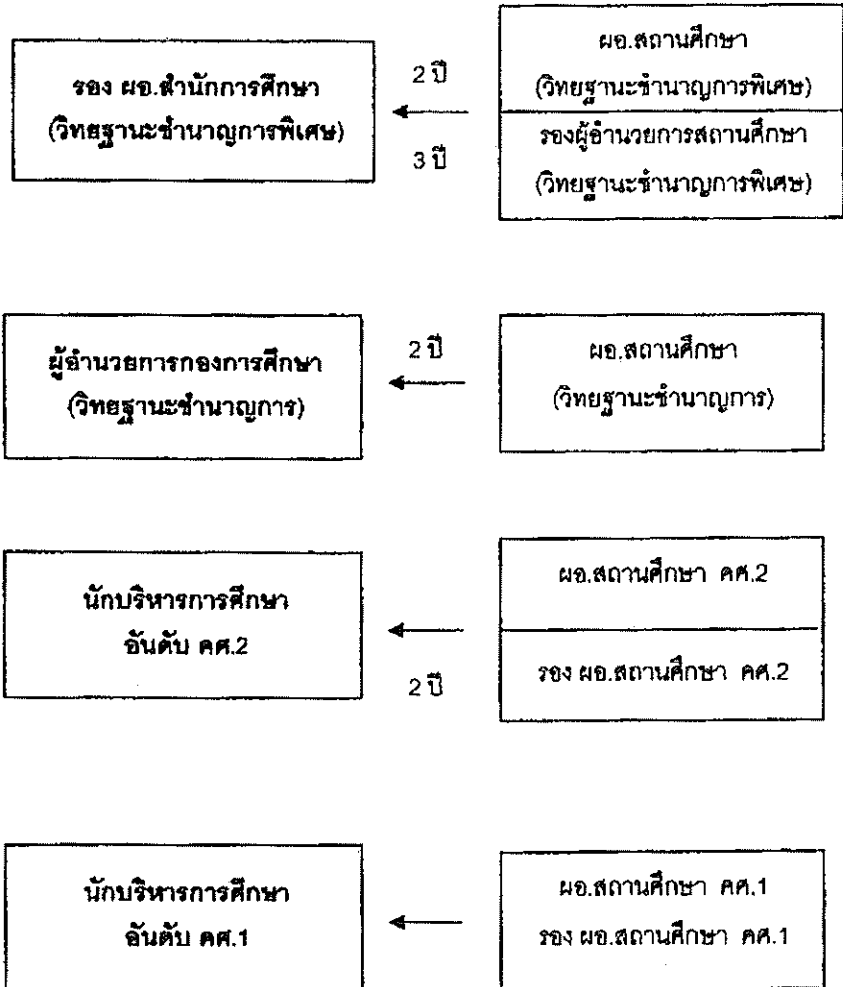 รอง ผอ.สำนักการศึกษา
(วิทยฐานะชำนาญการพิเศษ)
2 ปี
3 ปี
ผอ.สถานศึกษา
(วิทยฐานะชำนาญการพิเศษ)
รองผู้อำนวยการสถานศึกษา
(วิทยฐานะชำนาญการพิเศษ)
ผู้อำนวยการกองการศึกษา
(วิทยฐานะชำนาญการ)
2 ปี
ผอ.สถานศึกษา
(วิทยฐานะชำนาญการ)
นักบริหารการศึกษา
อันดับ คศ.2
2 ปี
ผอ.สถานศึกษา คศ.2
รอง ผอ.สถานศึกษา คศ.2
นักบริหารการศึกษา
อันดับ คศ.1
ผอ.สถานศึกษา คศ.1
รอง ผอ.สถานศึกษา คศ.1